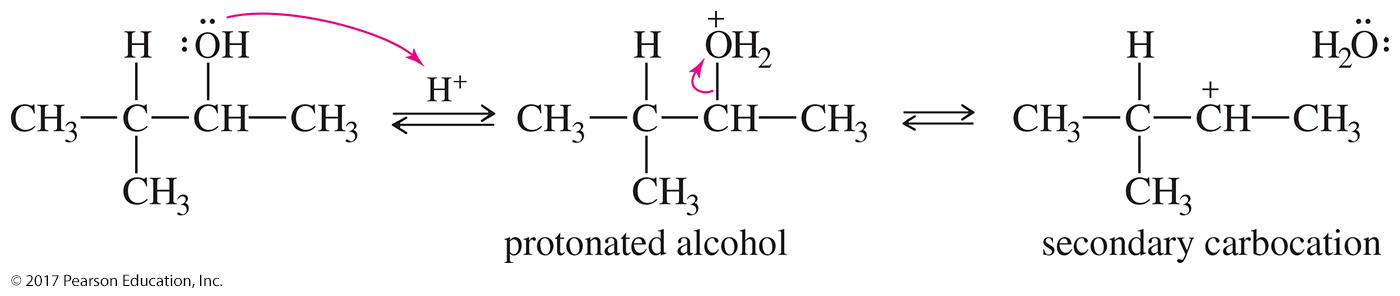 H :ÖH H +OH₂ H H₂Ö:
H⁺
CH₃—C—CH—CH₃ ⇌ CH₃—C—CH—CH₃ ⇌ CH₃—C—C⁺H—CH₃
CH₃ CH₃ CH₃
protonated alcohol secondary carbocation
© 2017 Pearson Education, Inc.